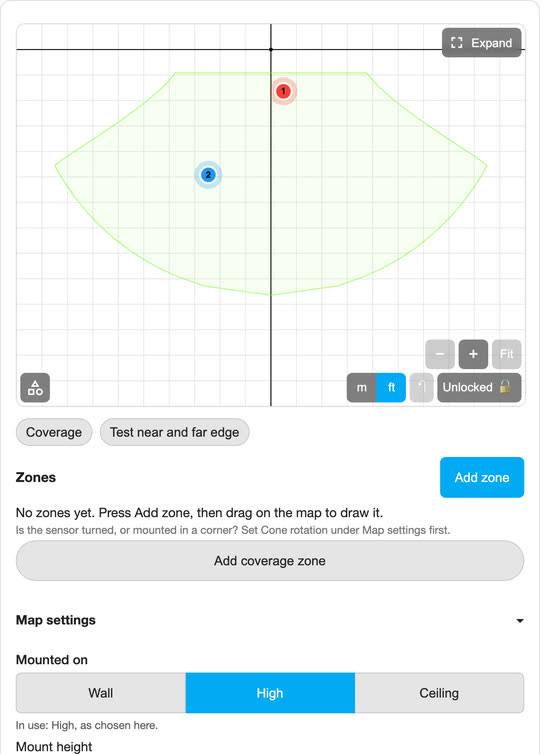 Expand
1
2
−
+
Fit
m
ft
Unlocked
Coverage
Test near and far edge
Zones
Add zone
No zones yet. Press Add zone, then drag on the map to draw it.
Is the sensor turned, or mounted in a corner? Set Cone rotation under Map settings first.
Add coverage zone
Map settings
Mounted on
Wall
High
Ceiling
In use: High, as chosen here.
Mount height